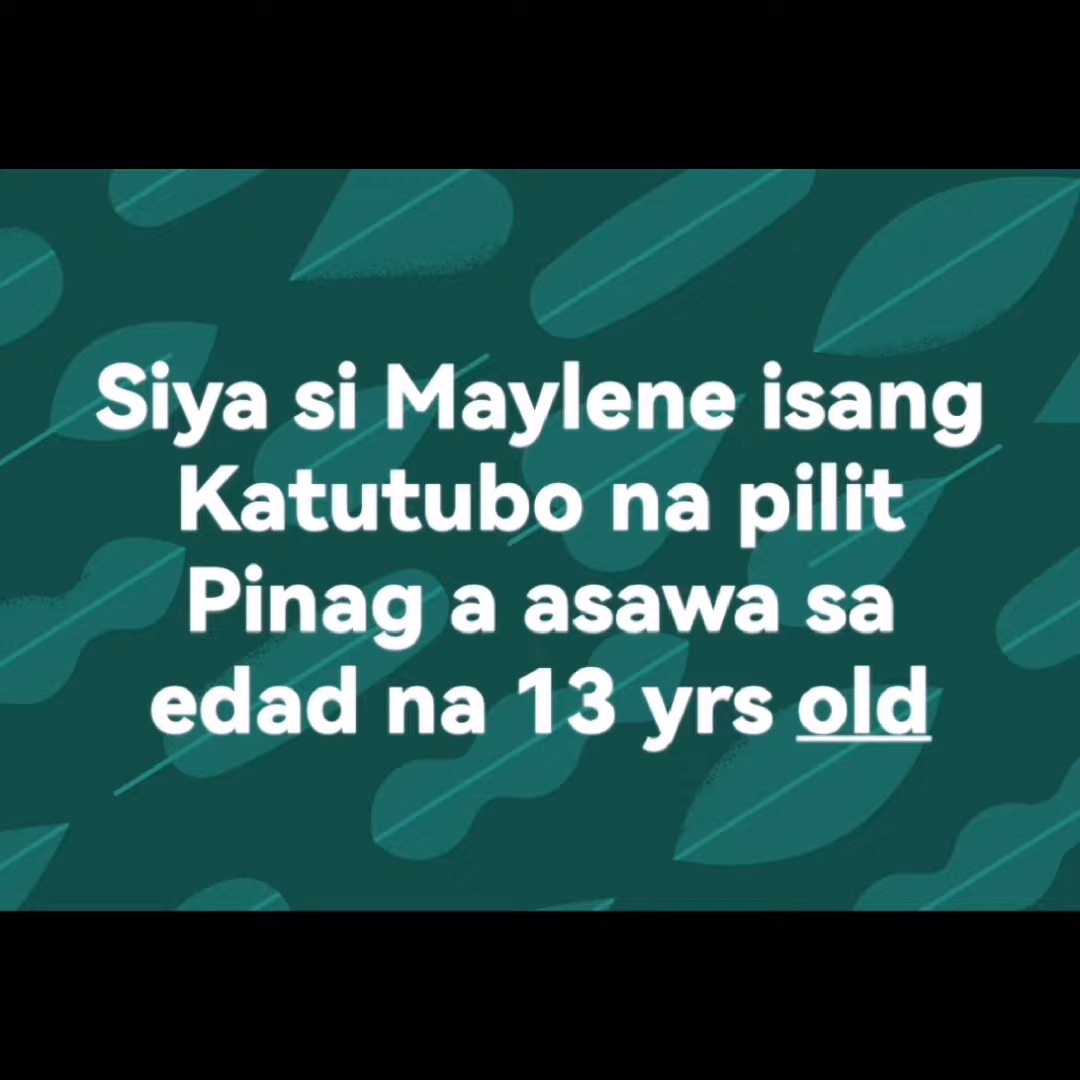 Siya si Maylene isang
Katutubo na pilit
Pinag a asawa sa
edad na 13 yrs old